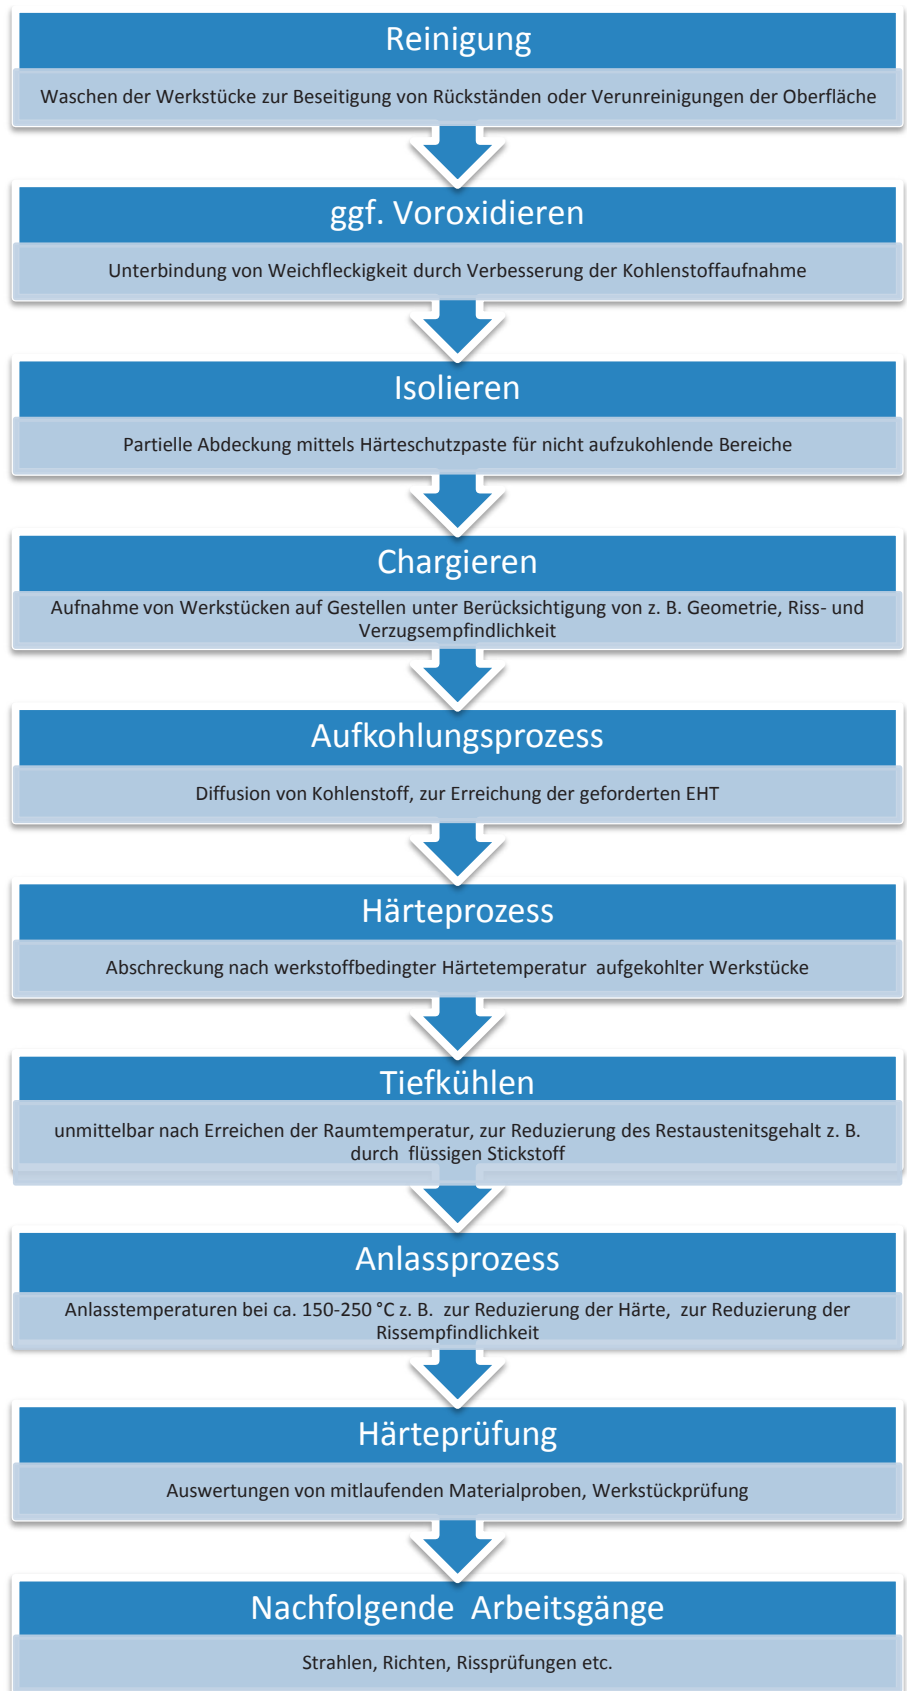 Reinigung
Waschen der Werkstücke zur Beseitigung von Rückständen oder Verunreinigungen der Oberfläche
ggf. Voroxidieren
Unterbindung von Weichfleckigkeit durch Verbesserung der Kohlenstoffaufnahme
Isolieren
Partielle Abdeckung mittels Härteschutzpaste für nicht aufzukohlende Bereiche
Chargieren
Aufnahme von Werkstücken auf Gestellen unter Berücksichtigung von z. B. Geometrie, Riss- und
Verzugsempfindlichkeit
Aufkohlungsprozess
Diffusion von Kohlenstoff, zur Erreichung der geforderten EHT
Härteprozess
Abschreckung nach werkstoffbedingter Härtetemperatur aufgekohlter Werkstücke
Tiefkühlen
unmittelbar nach Erreichen der Raumtemperatur, zur Reduzierung des Restaustenitsgehalt z. B.
durch flüssigen Stickstoff
Anlassprozess
Anlasstemperaturen bei ca. 150-250 °C z. B. zur Reduzierung der Härte, zur Reduzierung der
Rissempfindlichkeit
Härteprüfung
Auswertungen von mitlaufenden Materialproben, Werkstückprüfung
Nachfolgende Arbeitsgänge
Strahlen, Richten, Rissprüfungen etc.